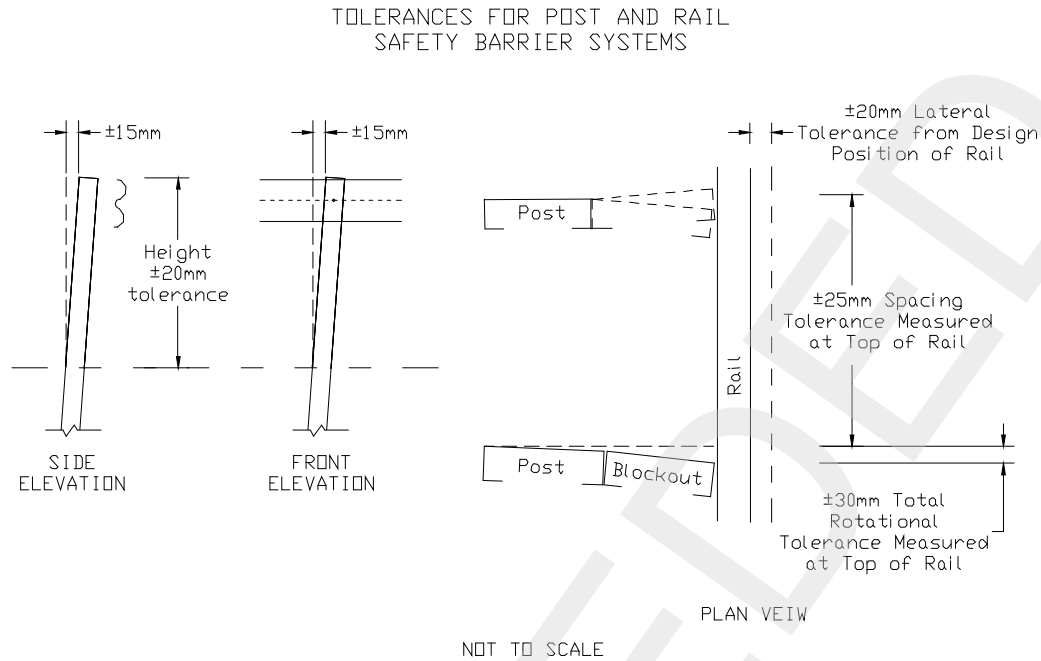 TOLERANCES FOR POST AND RAIL
SAFETY BARRIER SYSTEMS
±15mm
±15mm
±20mm Lateral
Tolerance from Design
Position of Rail
Post
Height
±20mm
tolerance
±25mm Spacing
Tolerance Measured
at Top of Rail
Rail
SIDE
ELEVATION
FRONT
ELEVATION
Post
Blockout
±30mm Total
Rotational
Tolerance Measured
at Top of Rail
PLAN VEIW
NOT TO SCALE